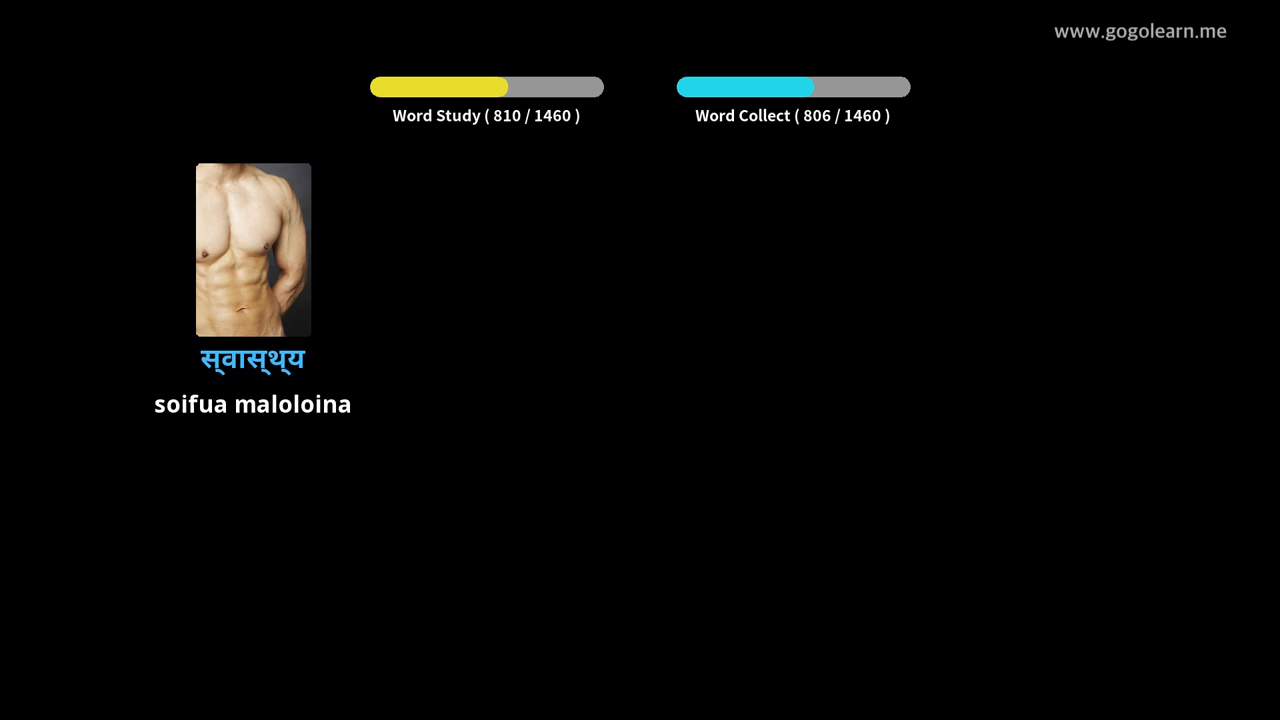 www.gogolearn.me
Word Study ( 810 / 1460 )
Word Collect ( 806 / 1460 )
स्वास्थ्य
soifua maloloina